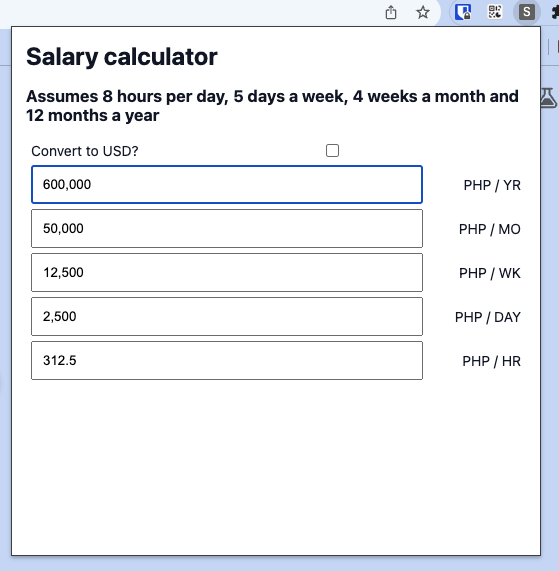 S
Salary calculator
Assumes 8 hours per day, 5 days a week, 4 weeks a month and
12 months a year
Convert to USD?
600,000 PHP / YR
50,000 PHP / MO
12,500 PHP / WK
2,500 PHP / DAY
312.5 PHP / HR